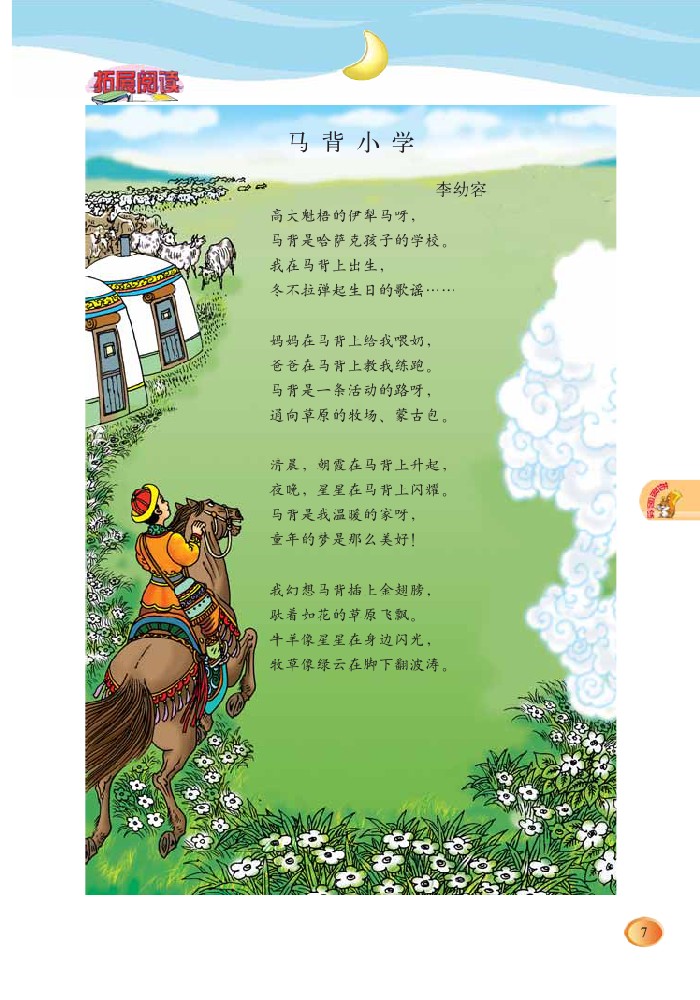 拓展阅读
马背小学
李幼容
高大魁梧的伊犁马呀，
马背是哈萨克孩子的学校。
我在马背上出生，
冬不拉弹起生日的歌谣……
妈妈在马背上给我喂奶，
爸爸在马背上教我练跑。
马背是一条活动的路呀，
通向草原的牧场、蒙古包。
清晨，朝霞在马背上升起，
夜晚，星星在马背上闪耀。
马背是我温暖的家呀，
童年的梦是那么美好！
我幻想马背插上金翅膀，
驮着如花的草原飞飘。
牛羊像星星在身边闪光，
牧草像绿云在脚下翻波涛。
7